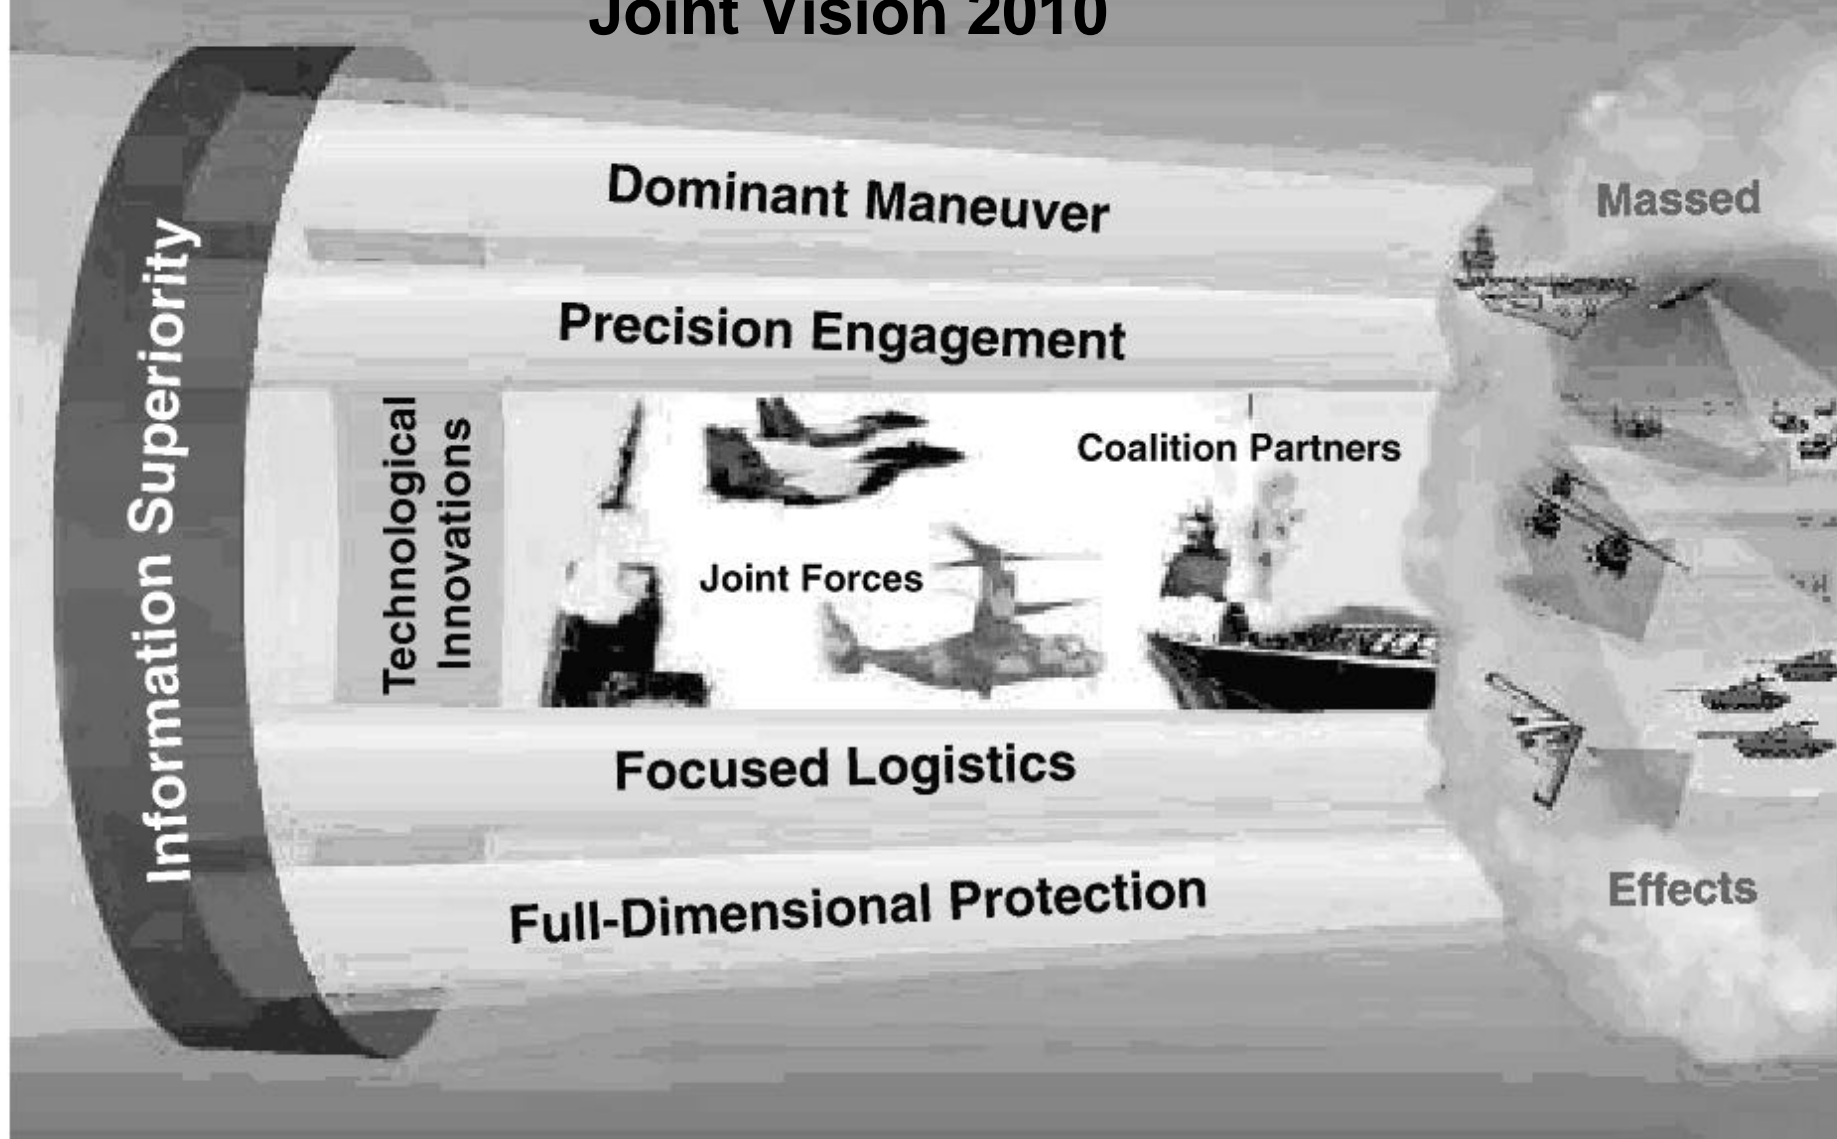 Joint Vision 2010
Dominant Maneuver
Massed
Information Superiority
Precision Engagement
Technological
Innovations
Coalition Partners
Joint Forces
Focused Logistics
Full-Dimensional Protection
Effects